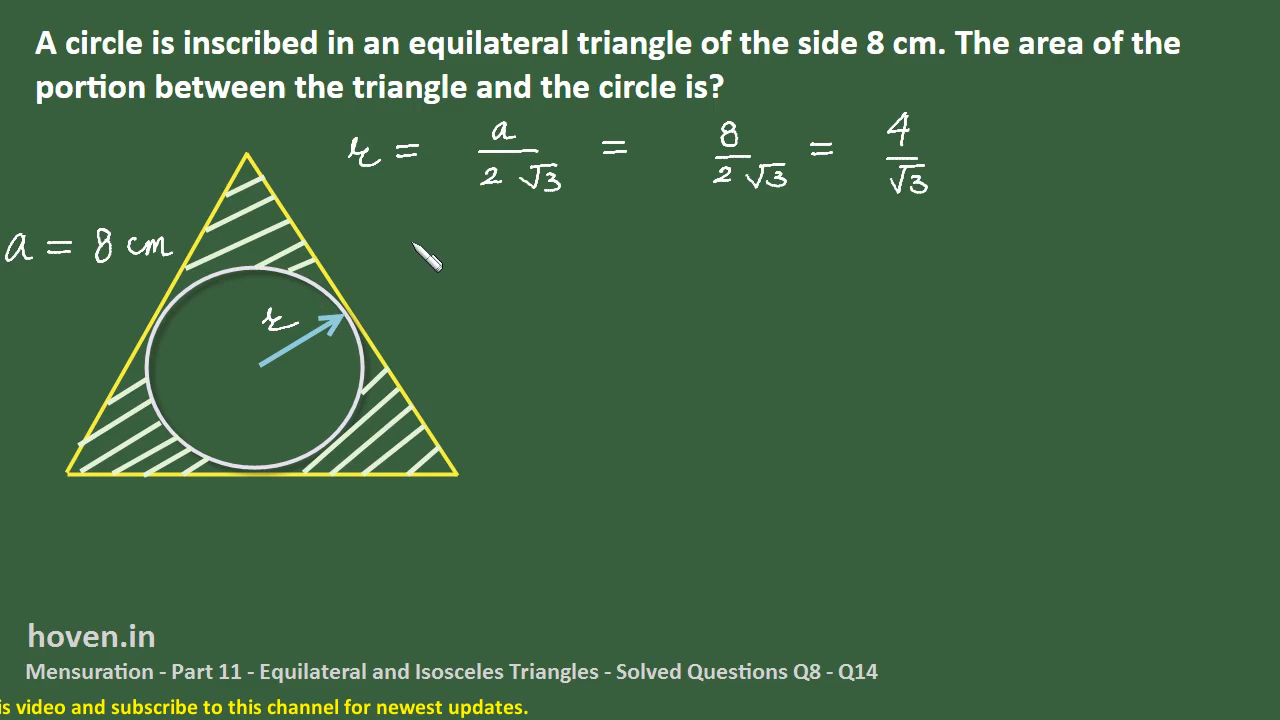 A circle is inscribed in an equilateral triangle of the side 8 cm. The area of the
portion between the triangle and the circle is?
r = a / 2 √3 = 8 / 2 √3 = 4 / √3
a = 8 cm
r
hoven.in
Mensuration - Part 11 - Equilateral and Isosceles Triangles - Solved Questions Q8 - Q14
is video and subscribe to this channel for newest updates.